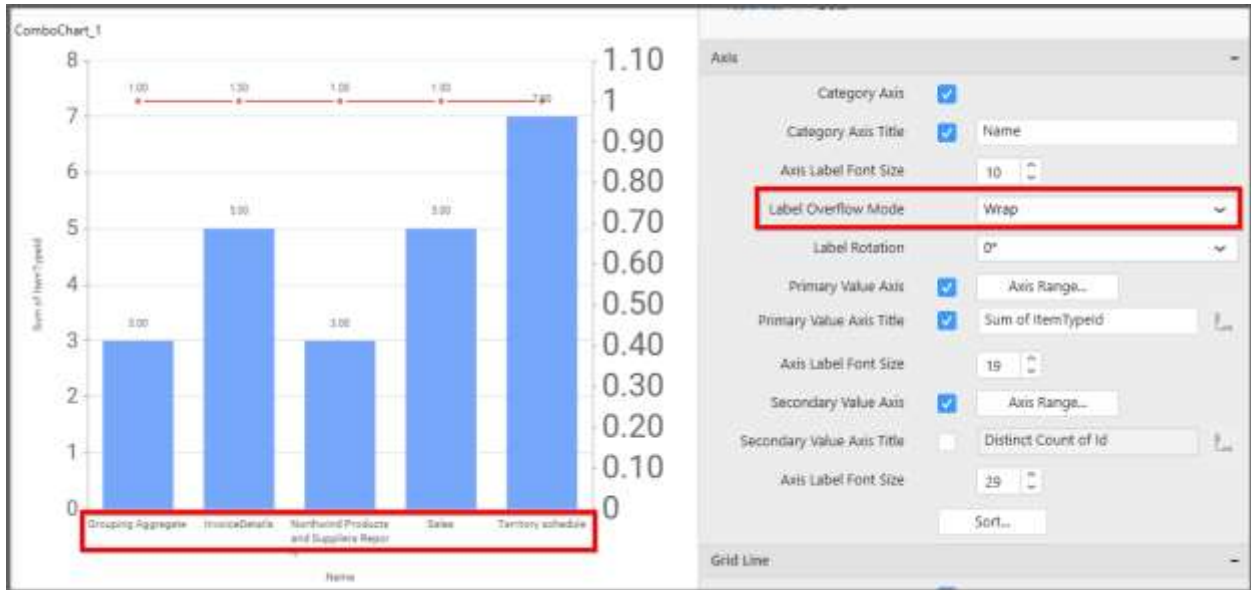 ComboChart_1
8
7
6
5
4
3
2
1
0
Sum of ItemTypeId
1.00
1.00
1.00
3.00
5.00
3.00
5.00
1.10
1
0.90
0.80
0.70
0.60
0.50
0.40
0.30
0.20
0.10
0
Grouping Aggregate
InvoiceDetails
Northwind Products
and Suppliers Repor
Sales
Territory schedule
Name
Axis
Category Axis
Category Axis Title Name
Axis Label Font Size 10
Label Overflow Mode Wrap
Label Rotation 0°
Primary Value Axis Axis Range...
Primary Value Axis Title Sum of ItemTypeId
Axis Label Font Size 19
Secondary Value Axis Axis Range...
Secondary Value Axis Title Distinct Count of Id
Axis Label Font Size 29
Sort...
Grid Line